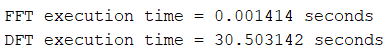 FFT execution time = 0.001414 seconds
DFT execution time = 30.503142 seconds